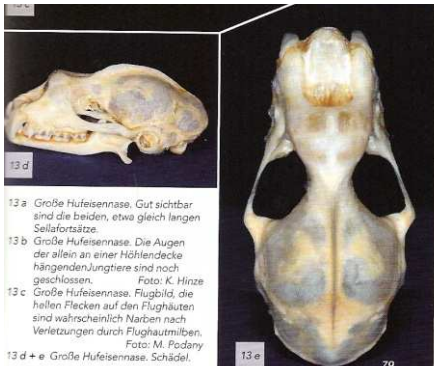 13 d
13 a Große Hufeisennase. Gut sichtbar
sind die beiden, etwa gleich langen
Sellafortsätze.
13 b Große Hufeisennase. Die Augen
der allein an einer Höhlendecke
hängendenJungtiere sind noch
geschlossen. Foto: K. Hinze
13 c Große Hufeisennase. Flugbild, die
hellen Flecken auf den Flughäuten
sind wahrscheinlich Narben nach
Verletzungen durch Flughautmilben.
Foto: M. Podany
13 d + e Große Hufeisennase. Schädel.
13 e